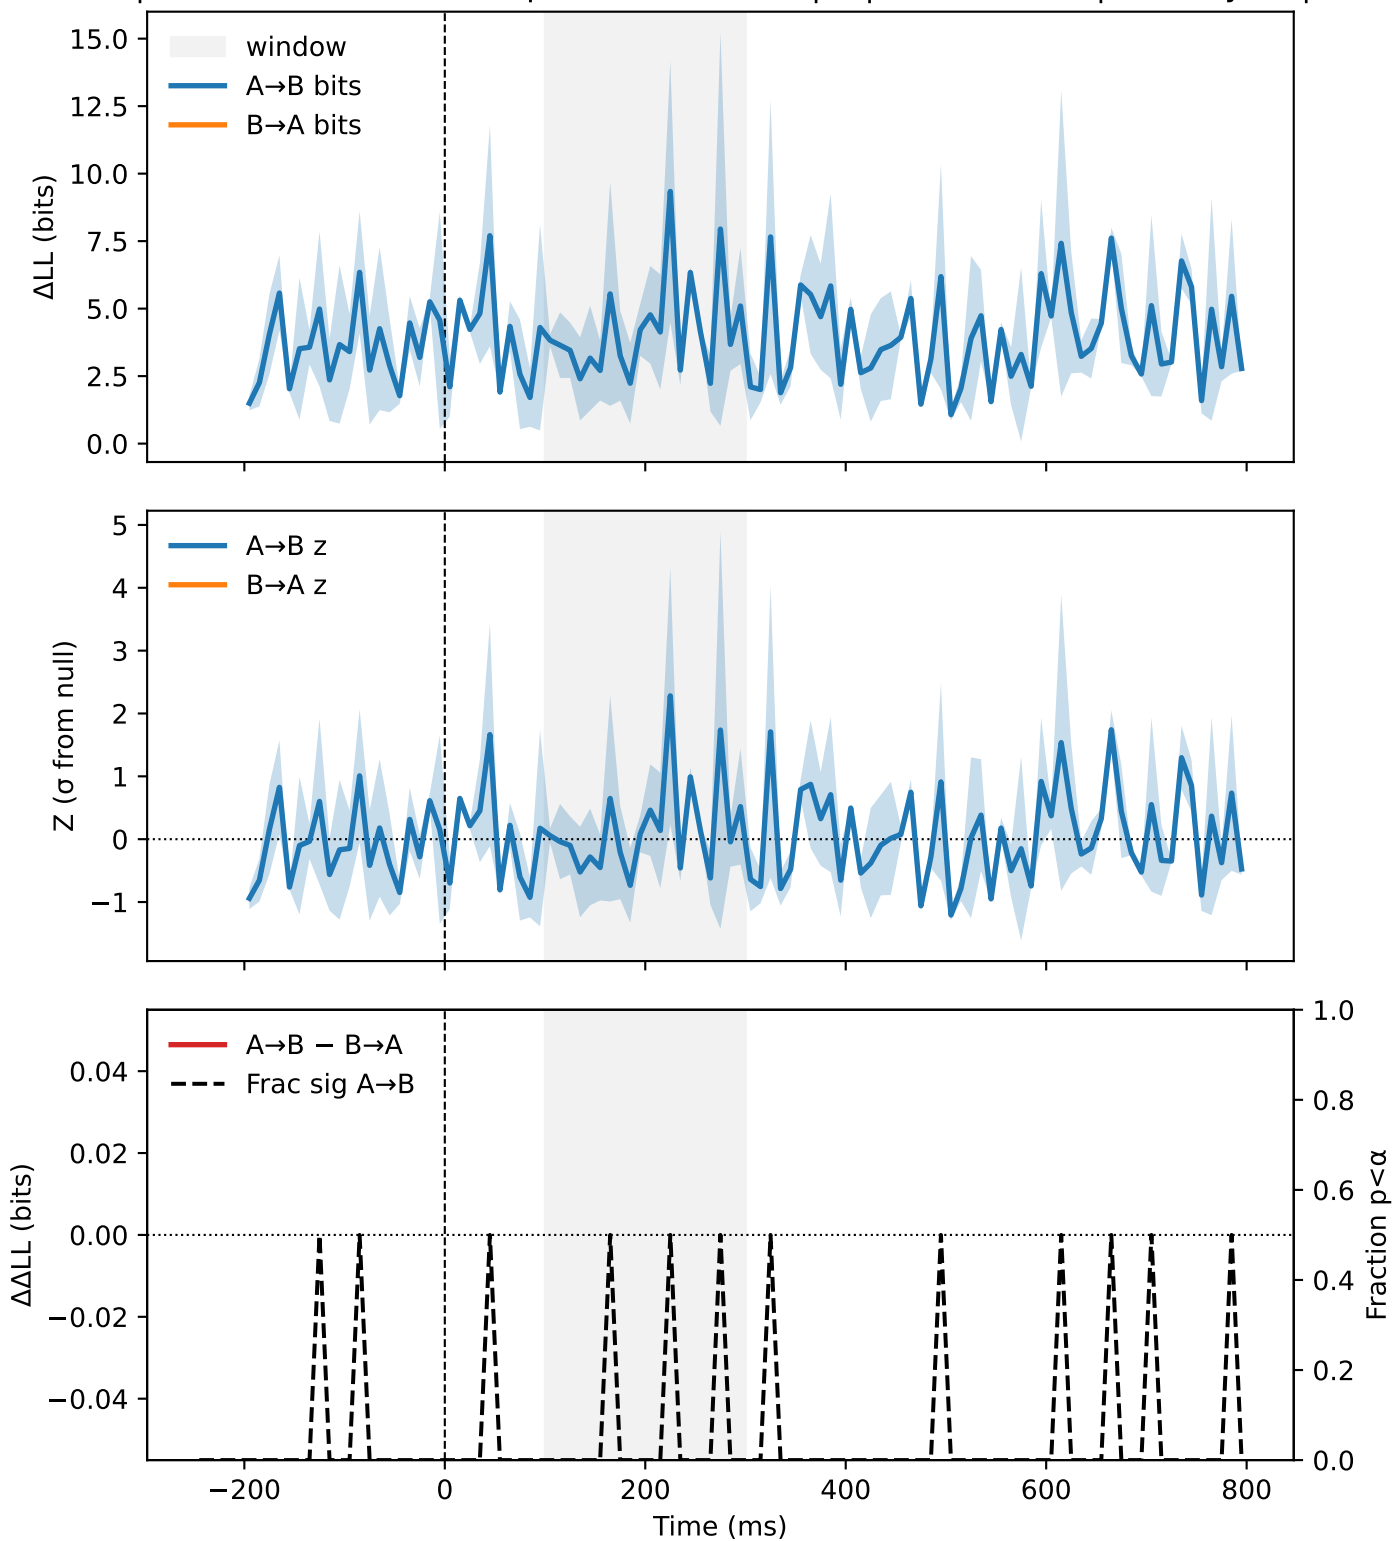 window
A→B bits
B→A bits
15.0
12.5
10.0
7.5
5.0
2.5
0.0
ΔLL (bits)
A→B z
B→A z
5
4
3
2
1
0
−1
Z (σ from null)
A→B − B→A
Frac sig A→B
0.04
0.02
0.00
−0.02
−0.04
ΔΔLL (bits)
1.0
0.8
0.6
0.4
0.2
0.0
Fraction p<α
−200 0 200 400 600 800
Time (ms)